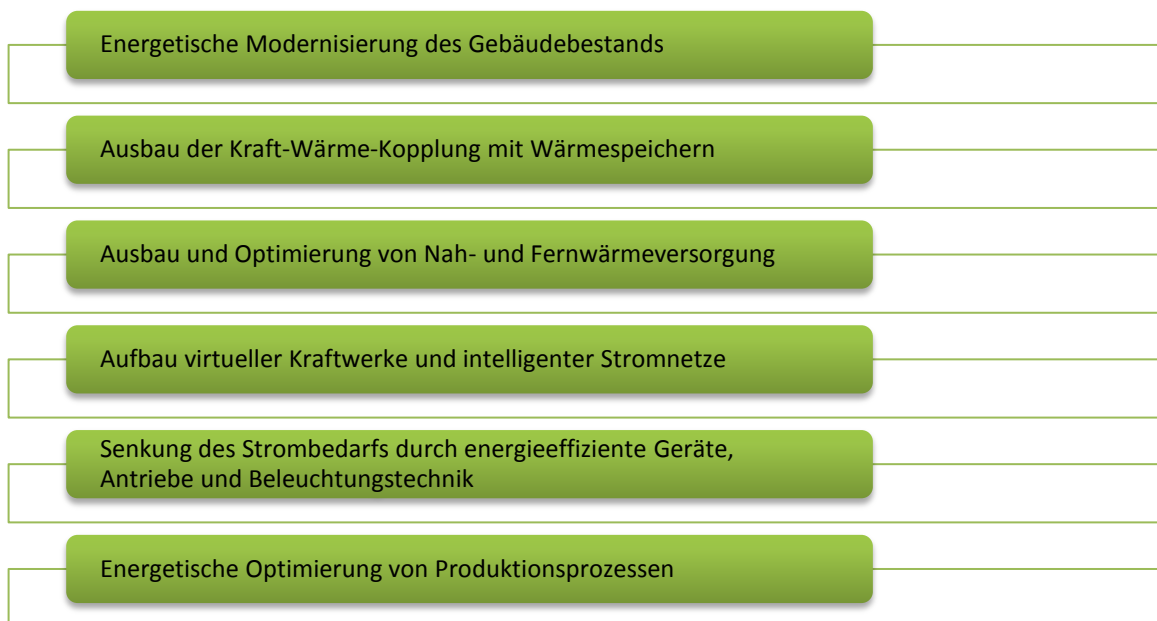 Energetische Modernisierung des Gebäudebestands
Ausbau der Kraft-Wärme-Kopplung mit Wärmespeichern
Ausbau und Optimierung von Nah- und Fernwärmeversorgung
Aufbau virtueller Kraftwerke und intelligenter Stromnetze
Senkung des Strombedarfs durch energieeffiziente Geräte,
Antriebe und Beleuchtungstechnik
Energetische Optimierung von Produktionsprozessen